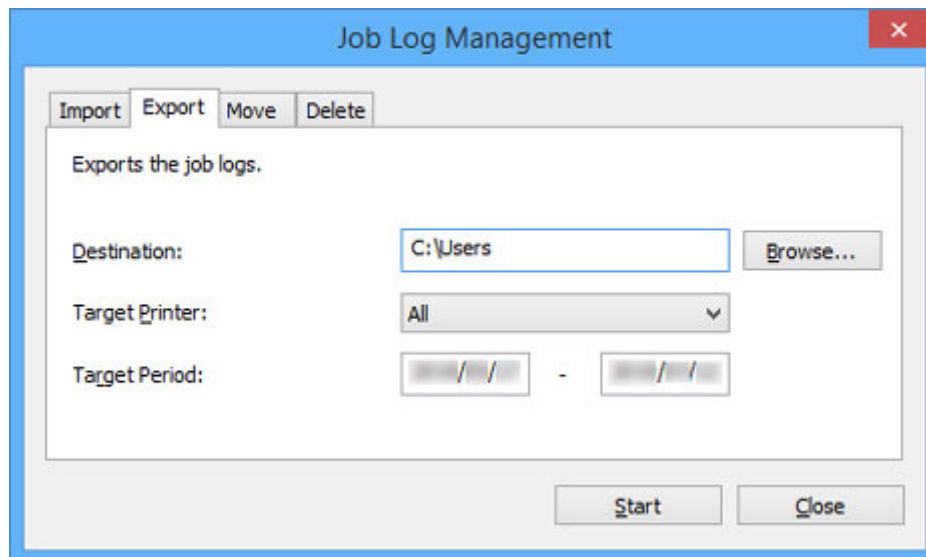 Job Log Management
Import Export Move Delete
Exports the job logs.
Destination: C:\Users Browse...
Target Printer: All
Target Period: / / - / /
Start Close